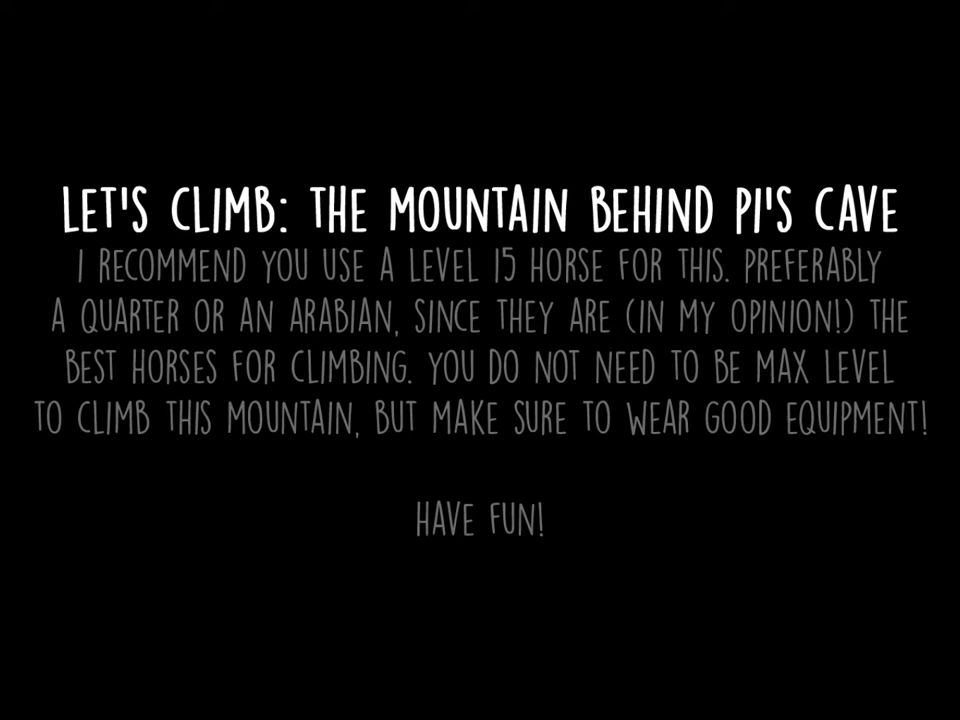 LET'S CLIMB: THE MOUNTAIN BEHIND PI'S CAVE
I RECOMMEND YOU USE A LEVEL 15 HORSE FOR THIS. PREFERABLY
A QUARTER OR AN ARABIAN, SINCE THEY ARE (IN MY OPINION!) THE
BEST HORSES FOR CLIMBING. YOU DO NOT NEED TO BE MAX LEVEL
TO CLIMB THIS MOUNTAIN, BUT MAKE SURE TO WEAR GOOD EQUIPMENT!
HAVE FUN!